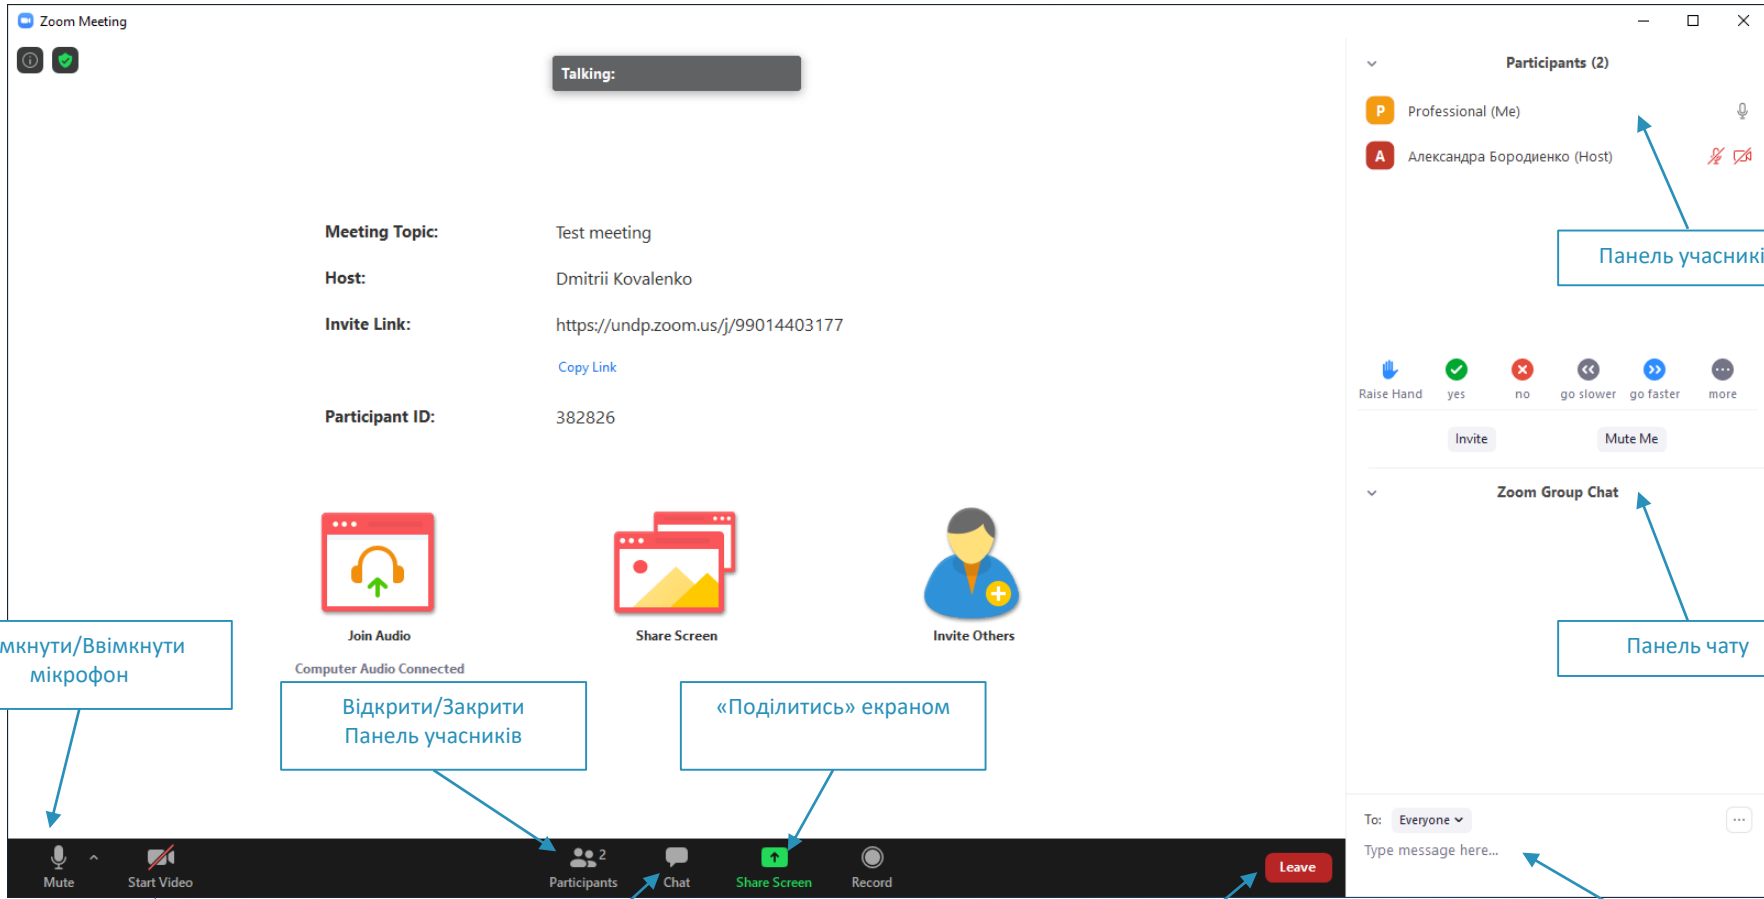 Zoom Meeting
Talking:
Participants (2)
P Professional (Me)
A Александра Бородиенко (Host)
Meeting Topic: Test meeting
Host: Dmitrii Kovalenko
Invite Link: https://undp.zoom.us/j/99014403177
Copy Link
Participant ID: 382826
Панель учасникі
Raise Hand yes no go slower go faster more
Invite Mute Me
Zoom Group Chat
Join Audio Share Screen Invite Others
Computer Audio Connected
мкнути/Ввімкнути
мікрофон
Панель чату
Відкрити/Закрити
Панель учасників
«Поділитись» екраном
To: Everyone
Type message here...
2
Mute Start Video Participants Chat Share Screen Record Leave